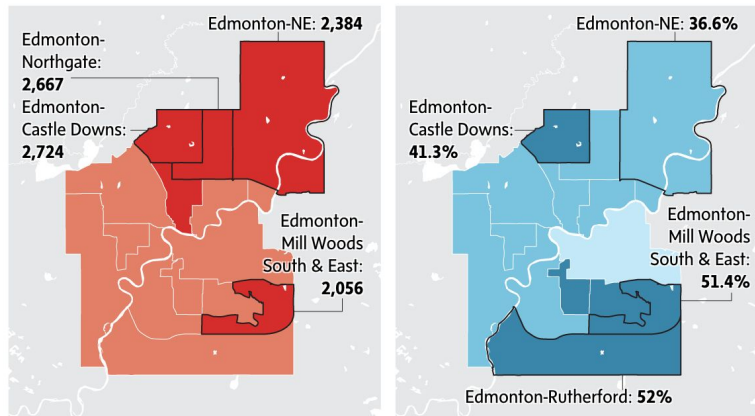 Edmonton-NE: 2,384
Edmonton-
Northgate:
2,667
Edmonton-
Castle Downs:
2,724
Edmonton-
Mill Woods
South & East:
2,056
Edmonton-NE: 36.6%
Edmonton-
Castle Downs:
41.3%
Edmonton-
Mill Woods
South & East:
51.4%
Edmonton-Rutherford: 52%